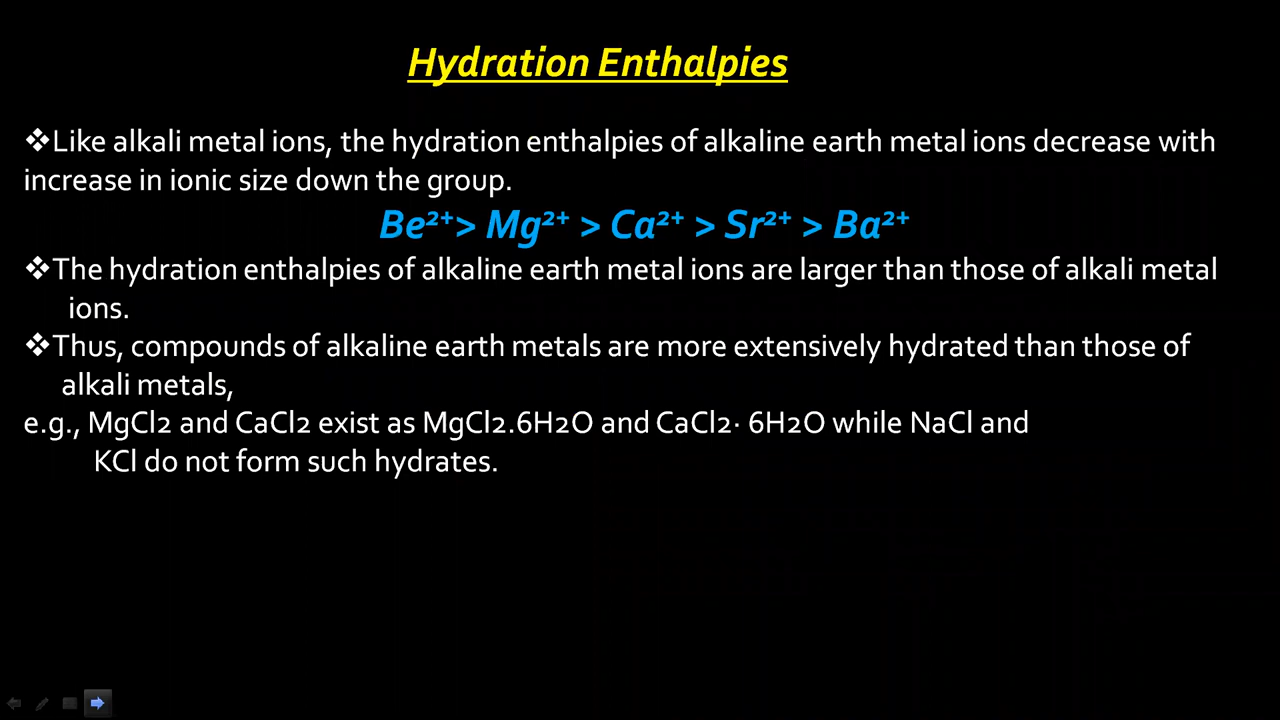 Hydration Enthalpies
❖Like alkali metal ions, the hydration enthalpies of alkaline earth metal ions decrease with
increase in ionic size down the group.
Be²⁺> Mg²⁺ > Ca²⁺ > Sr²⁺ > Ba²⁺
❖The hydration enthalpies of alkaline earth metal ions are larger than those of alkali metal
ions.
❖Thus, compounds of alkaline earth metals are more extensively hydrated than those of
alkali metals,
e.g., MgCl2 and CaCl2 exist as MgCl2.6H2O and CaCl2· 6H2O while NaCl and
KCl do not form such hydrates.